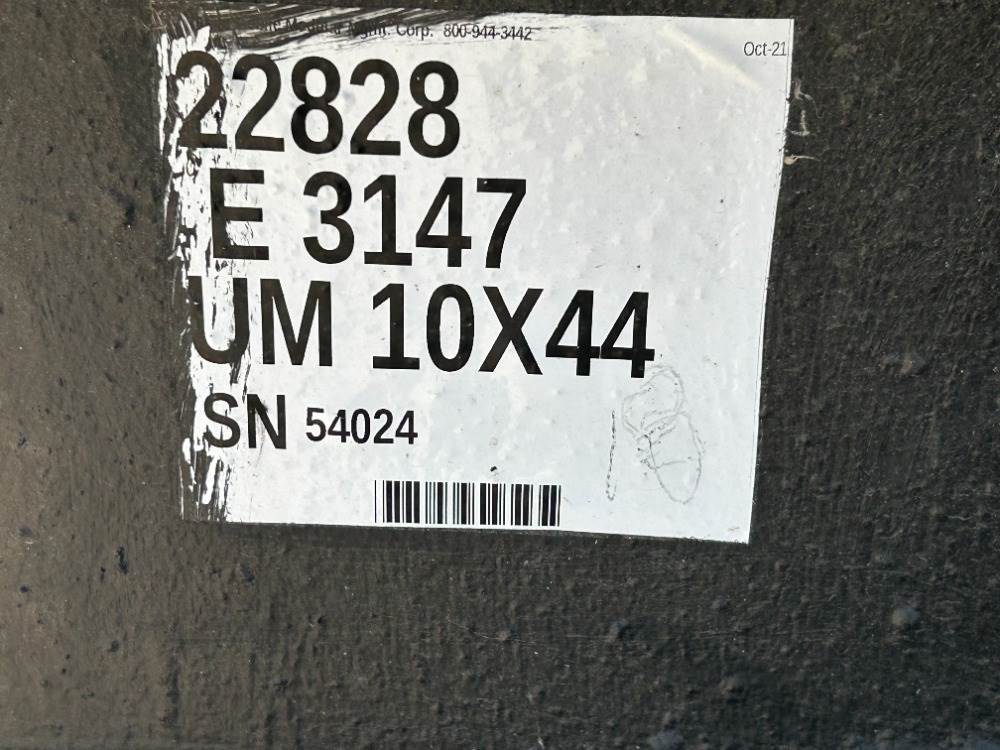 Corp. 800-944-3442
Oct-21
22828
E 3147
UM 10X44
SN 54024